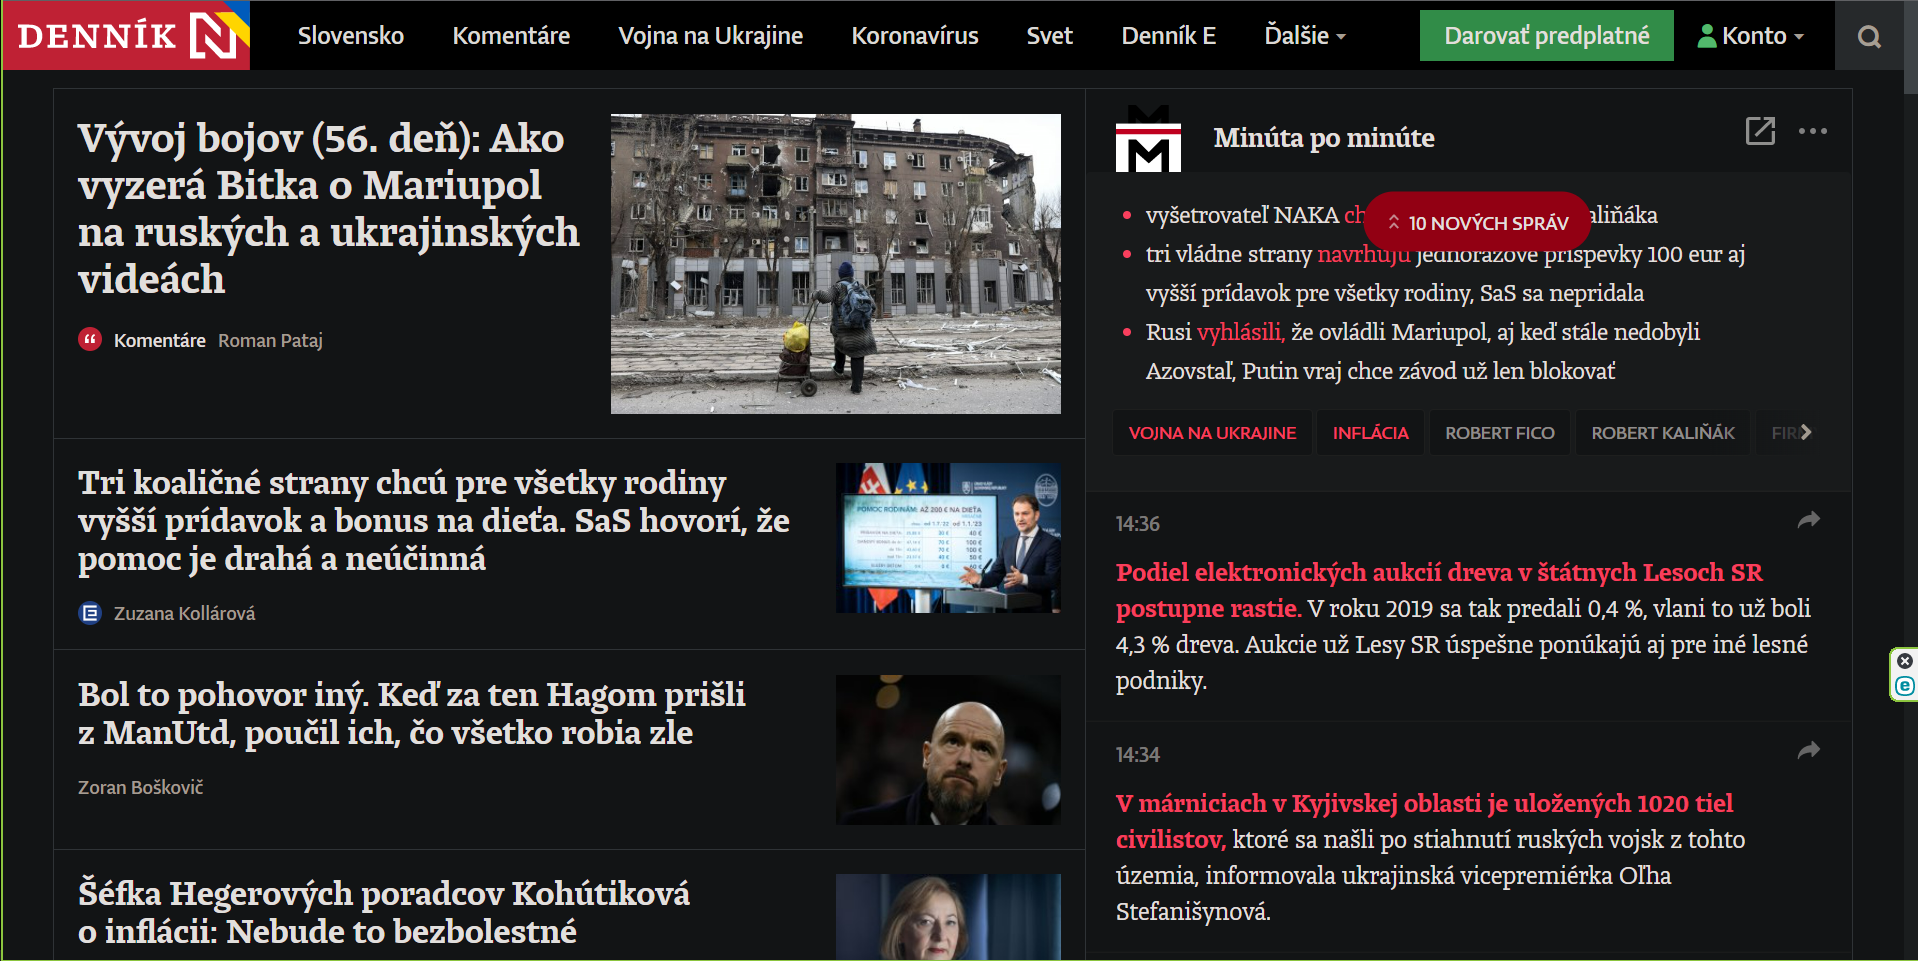 DENNÍK N
Slovensko
Komentáre
Vojna na Ukrajine
Koronavírus
Svet
Denník E
Ďalšie
Darovať predplatné
Konto
Vývoj bojov (56. deň): Ako
vyzerá Bitka o Mariupol
na ruských a ukrajinských
videách
Komentáre Roman Pataj
Tri koaličné strany chcú pre všetky rodiny
vyšší prídavok a bonus na dieťa. SaS hovorí, že
pomoc je drahá a neúčinná
E Zuzana Kollárová
POMOC RODINÁM: AŽ 200 € NA DIEŤA
Bol to pohovor iný. Keď za ten Hagom prišli
z ManUtd, poučil ich, čo všetko robia zle
Zoran Boškovič
Šéfka Hegerových poradcov Kohútiková
o inflácii: Nebude to bezbolestné
Minúta po minúte
10 NOVÝCH SPRÁV
vyšetrovateľ NAKA
tri vládne strany navrhujú jednorazové príspevky 100 eur aj
vyšší prídavok pre všetky rodiny, SaS sa nepridala
Rusi vyhlásili, že ovládli Mariupol, aj keď stále nedobyli
Azovstaľ, Putin vraj chce závod už len blokovať
VOJNA NA UKRAJINE
INFLÁCIA
ROBERT FICO
ROBERT KALIŇÁK
14:36
Podiel elektronických aukcií dreva v štátnych Lesoch SR
postupne rastie. V roku 2019 sa tak predali 0,4 %, vlani to už boli
4,3 % dreva. Aukcie už Lesy SR úspešne ponúkajú aj pre iné lesné
podniky.
14:34
V márniciach v Kyjivskej oblasti je uložených 1020 tiel
civilistov, ktoré sa našli po stiahnutí ruských vojsk z tohto
územia, informovala ukrajinská vicepremiérka Oľha
Stefanišynová.